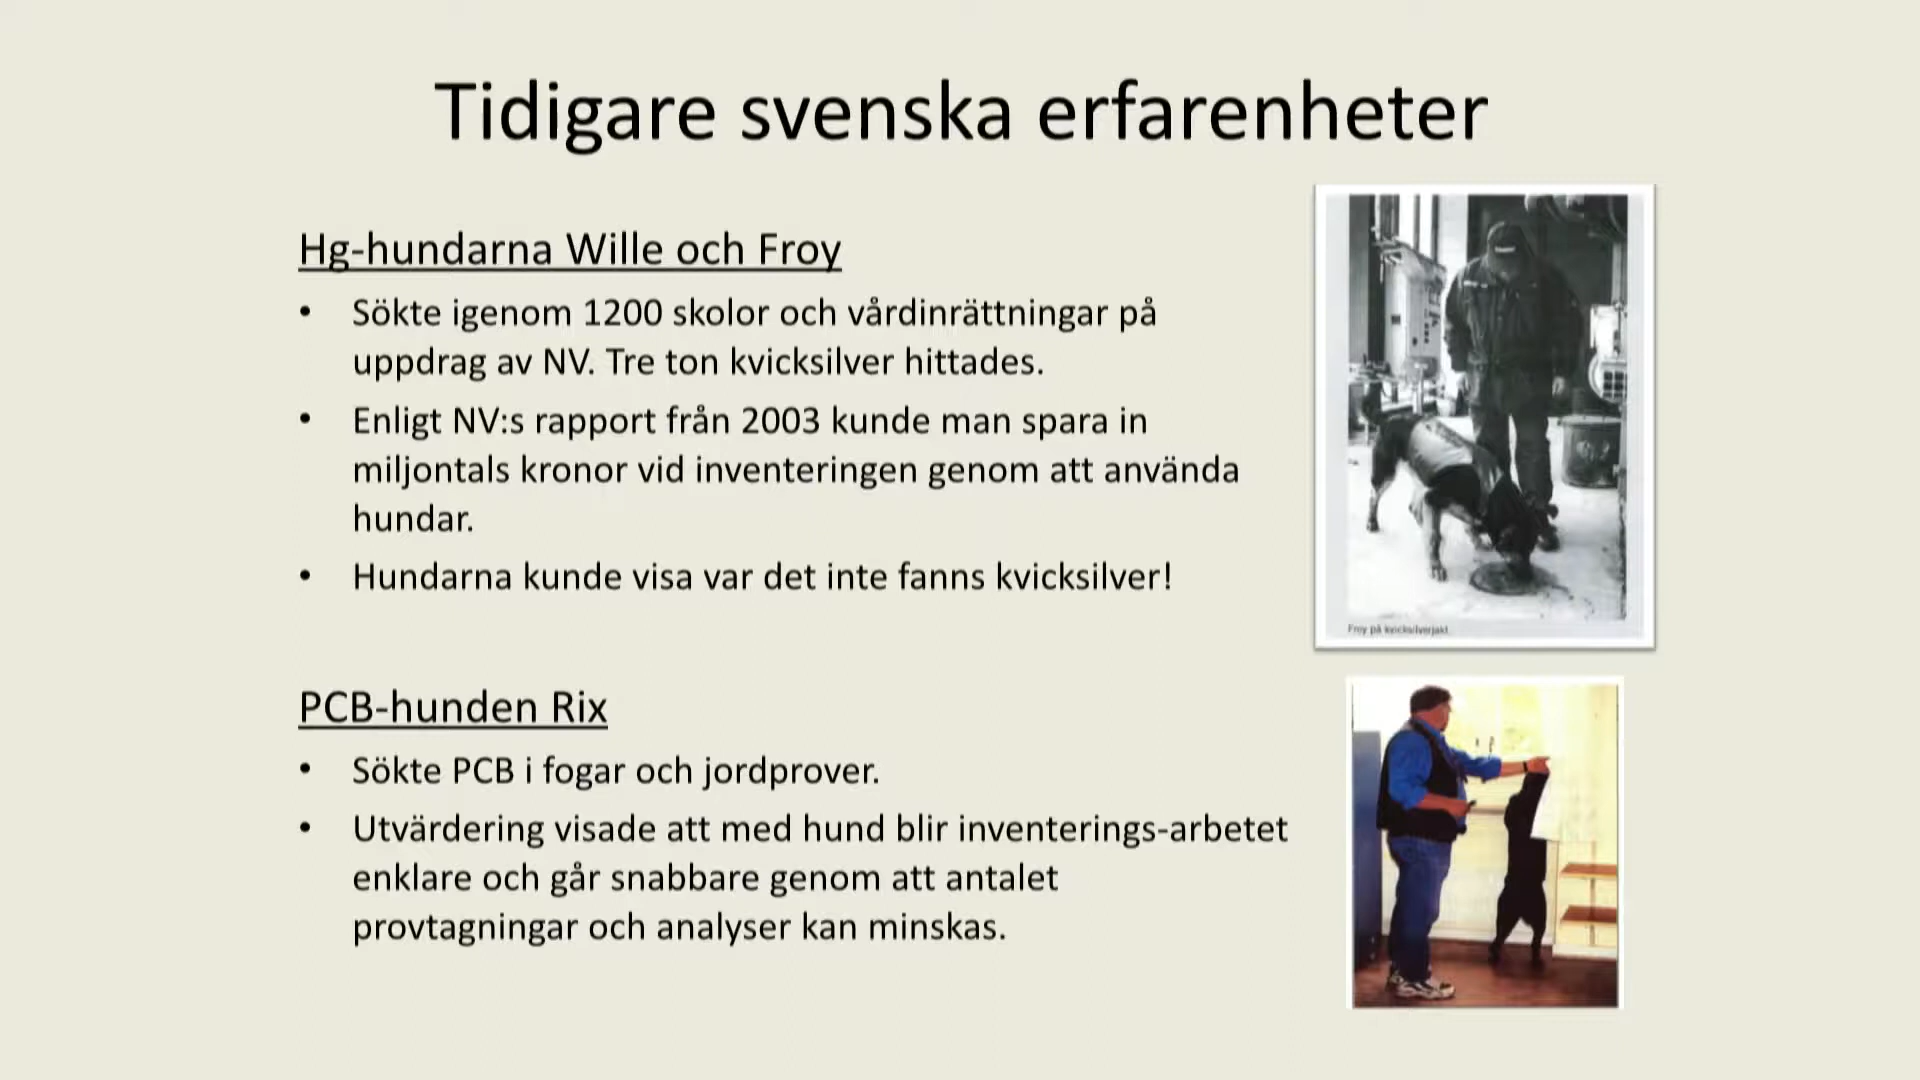 Tidigare svenska erfarenheter
Hg-hundarna Wille och Froy
• Sökte igenom 1200 skolor och vårdinrättningar på
uppdrag av NV. Tre ton kvicksilver hittades.
• Enligt NV:s rapport från 2003 kunde man spara in
miljontals kronor vid inventeringen genom att använda
hundar.
• Hundarna kunde visa var det inte fanns kvicksilver!
Froy på kvicksilverjakt.
PCB-hunden Rix
• Sökte PCB i fogar och jordprover.
• Utvärdering visade att med hund blir inventerings-arbetet
enklare och går snabbare genom att antalet
provtagningar och analyser kan minskas.